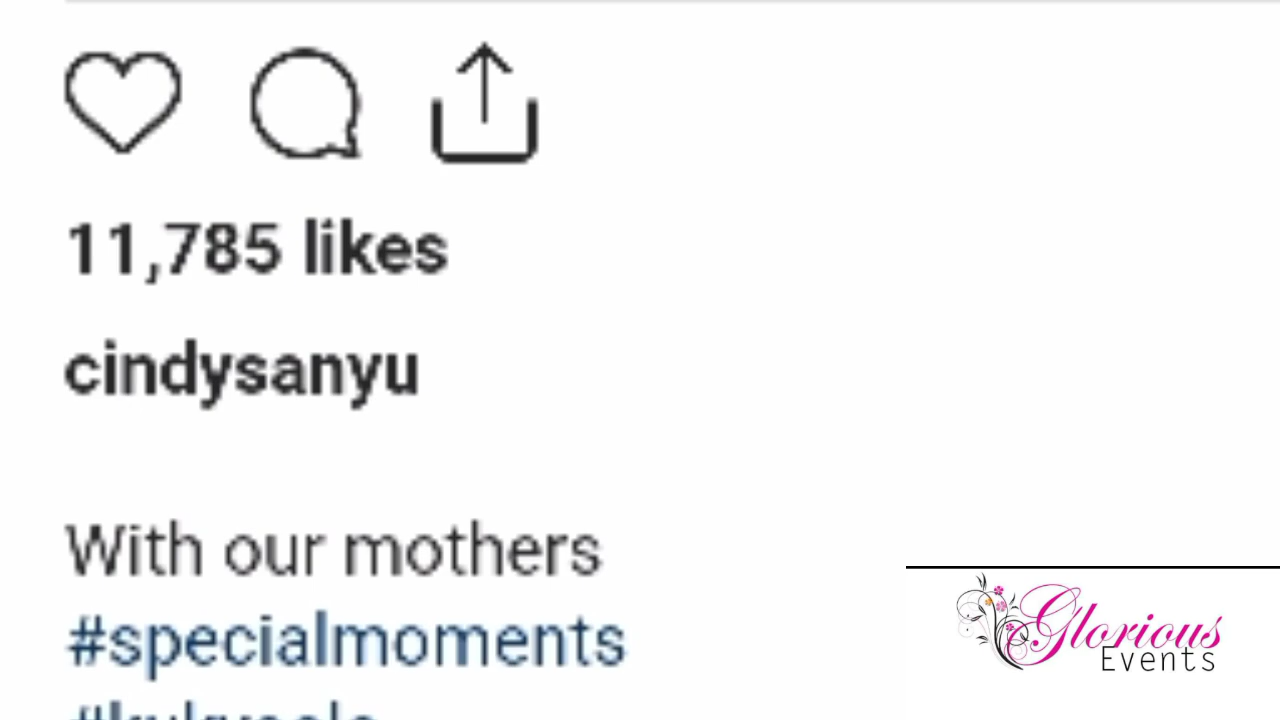 11,785 likes
cindysanyu
With our mothers
#specialmoments
Glorious
Events